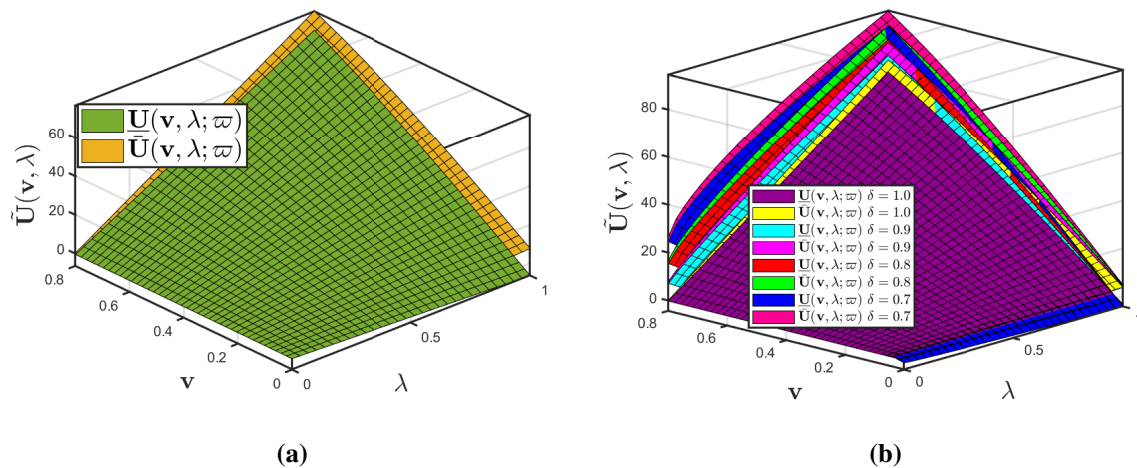 U(v, λ; ϖ)
Ū(v, λ; ϖ)
Ũ(v, λ)
60
40
20
0
0.8
0.6
0.4
0.2
0
0
0.5
1
v
λ
(a)
80
60
40
20
0
Ũ(v, λ)
U̲(v, λ; ϖ) δ = 1.0
Ū(v, λ; ϖ) δ = 1.0
U̲(v, λ; ϖ) δ = 0.9
Ū(v, λ; ϖ) δ = 0.9
U̲(v, λ; ϖ) δ = 0.8
Ū(v, λ; ϖ) δ = 0.8
U̲(v, λ; ϖ) δ = 0.7
Ū(v, λ; ϖ) δ = 0.7
0.8
0.6
0.4
0.2
0
0
0.5
v
λ
(b)